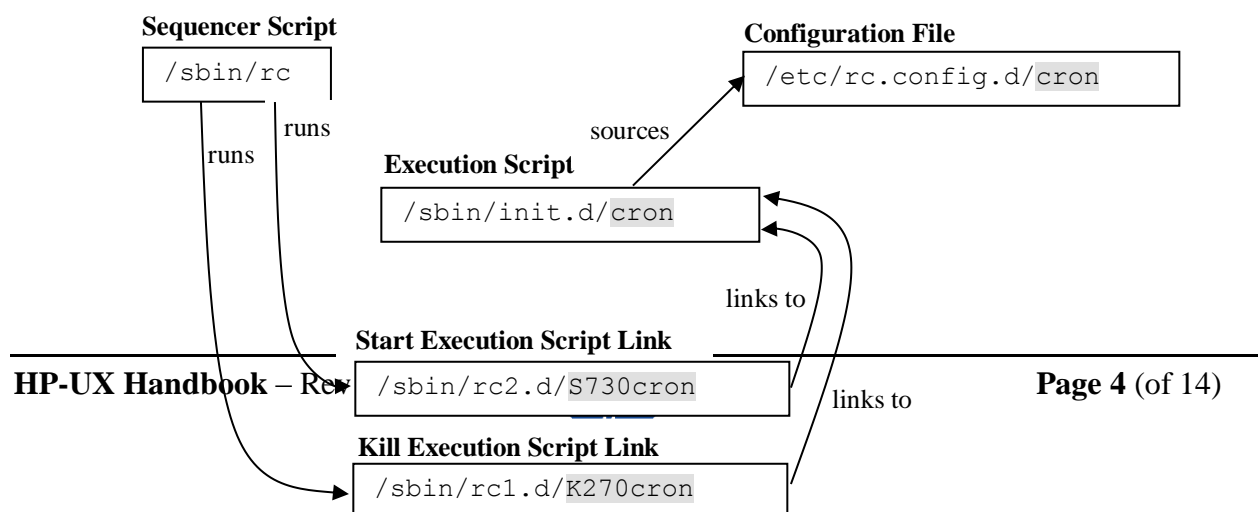 Sequencer Script
/sbin/rc
Configuration File
/etc/rc.config.d/cron
runs
runs
sources
Execution Script
/sbin/init.d/cron
links to
Start Execution Script Link
/sbin/rc2.d/S730cron
HP-UX Handbook – Rev
Page 4 (of 14)
links to
Kill Execution Script Link
/sbin/rc1.d/K270cron